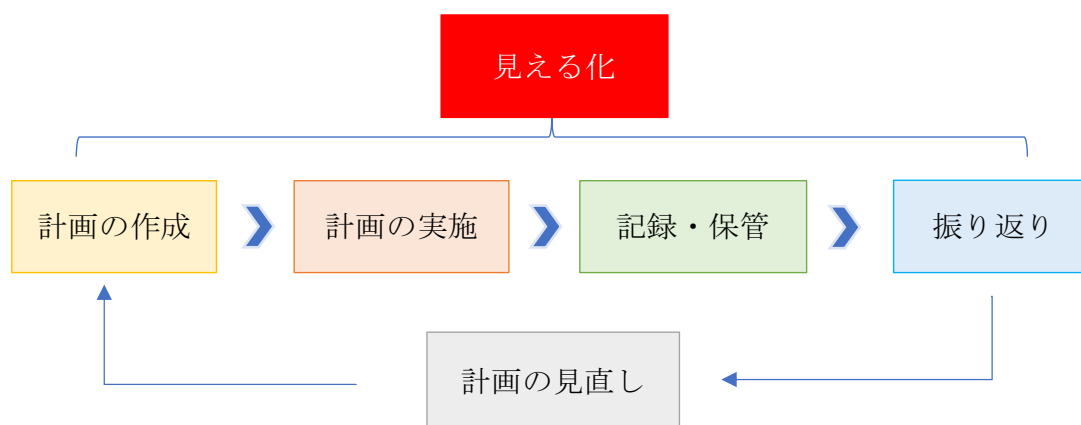 見える化
計画の作成
計画の実施
記録・保管
振り返り
計画の見直し